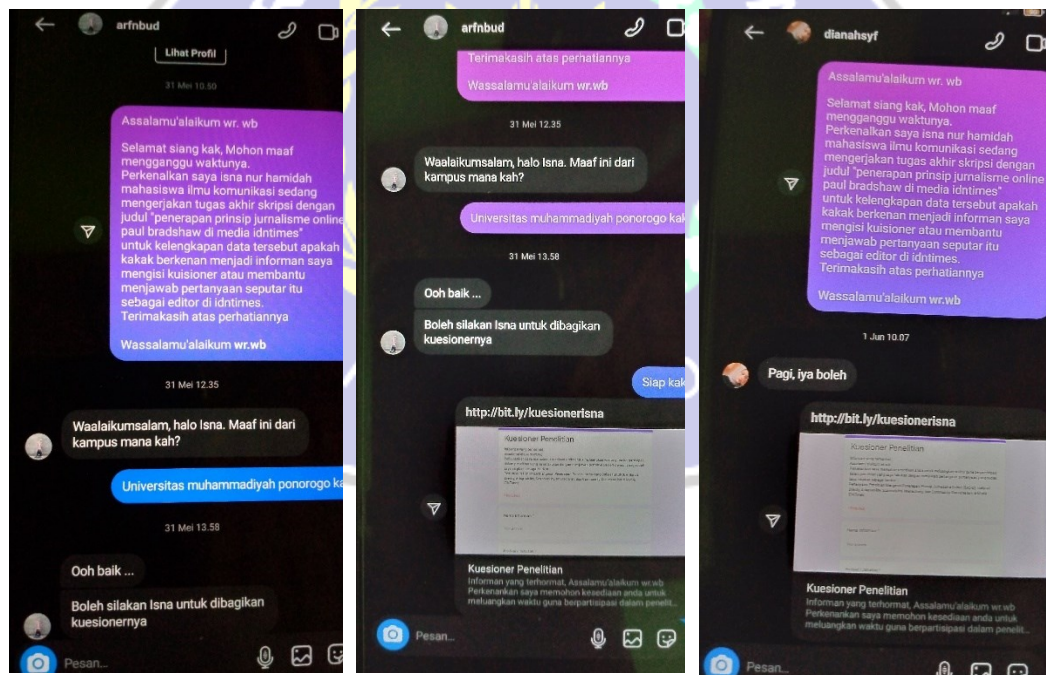 arfnbud
Lihat Profil
31 Mei 10.50
Assalamu'alaikum wr. wb
Selamat siang kak, Mohon maaf
mengganggu waktunya.
Perkenalkan saya isna nur hamidah
mahasiswa ilmu komunikasi sedang
mengerjakan tugas akhir skripsi dengan
judul "penerapan prinsip jurnalisme online
paul bradshaw di media idntimes"
untuk kelengkapan data tersebut apakah
kakak berkenan menjadi informan saya
mengisi kuisioner atau membantu
menjawab pertanyaan seputar itu
sebagai editor di idntimes.
Terimakasih atas perhatiannya
Wassalamu'alaikum wr.wb
31 Mei 12.35
Waalaikumsalam, halo Isna. Maaf ini dari
kampus mana kah?
Universitas muhammadiyah ponorogo ka
31 Mei 13.58
Ooh baik ...
Boleh silakan Isna untuk dibagikan
kuesionernya
Pesan...
arfnbud
Terimakasih atas perhatiannya
Wassalamu'alaikum wr.wb
31 Mei 12.35
Waalaikumsalam, halo Isna. Maaf ini dari
kampus mana kah?
Universitas muhammadiyah ponorogo kak
31 Mei 13.58
Ooh baik ...
Boleh silakan Isna untuk dibagikan
kuesionernya
Siap kak
http://bit.ly/kuesionerisna
Kuesioner Penelitian
Kuesioner Penelitian
Informan yang terhormat, Assalamu'alaikum wr.wb
Perkenankan saya memohon kesediaan anda untuk
meluangkan waktu guna berpartisipasi dalam penelit...
Pesan...
dianahsyf
Assalamu'alaikum wr. wb
Selamat siang kak, Mohon maaf
mengganggu waktunya.
Perkenalkan saya isna nur hamidah
mahasiswa ilmu komunikasi sedang
mengerjakan tugas akhir skripsi dengan
judul "penerapan prinsip jurnalisme online
paul bradshaw di media idntimes"
untuk kelengkapan data tersebut apakah
kakak berkenan menjadi informan saya
mengisi kuisioner atau membantu
menjawab pertanyaan seputar itu
sebagai editor di idntimes.
Terimakasih atas perhatiannya
Wassalamu'alaikum wr.wb
1 Jun 10.07
Pagi, iya boleh
http://bit.ly/kuesionerisna
Kuesioner Penelitian
Kuesioner Penelitian
Informan yang terhormat, Assalamu'alaikum wr.wb
Perkenankan saya memohon kesediaan anda untuk
meluangkan waktu guna berpartisipasi dalam penelit...
Pesan...